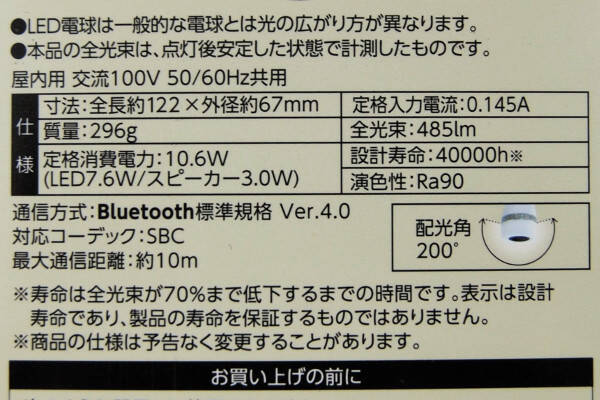 ●LED電球は一般的な電球とは光の広がり方が異なります。
●本品の全光束は、点灯後安定した状態で計測したものです。
屋内用 交流100V 50/60Hz共用
仕様
寸法:全長約122×外径約67mm
質量:296g
定格消費電力:10.6W
(LED7.6W/スピーカー3.0W)
定格入力電流:0.145A
全光束:485lm
設計寿命:40000h※
演色性:Ra90
通信方式:Bluetooth標準規格 Ver.4.0
対応コーデック:SBC
最大通信距離:約10m
配光角
200°
※寿命は全光束が70%まで低下するまでの時間です。表示は設計
寿命であり、製品の寿命を保証するものではありません。
※商品の仕様は予告なく変更することがあります。
お買い上げの前に